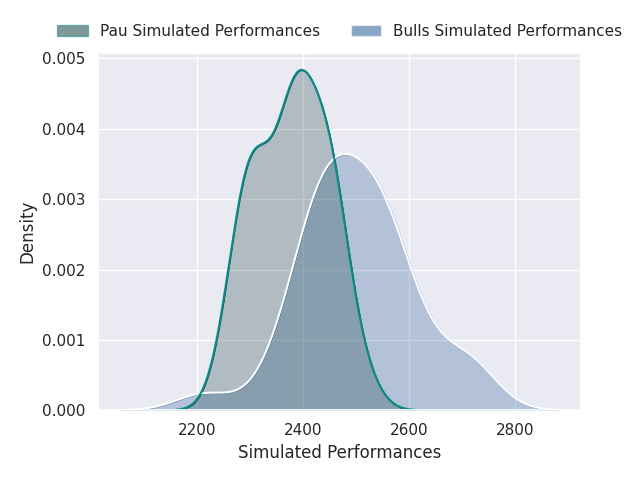 Pau Simulated Performances Bulls Simulated Performances
0.005
0.004
0.003
0.002
0.001
0.000
Density
2200 2400 2600 2800
Simulated Performances